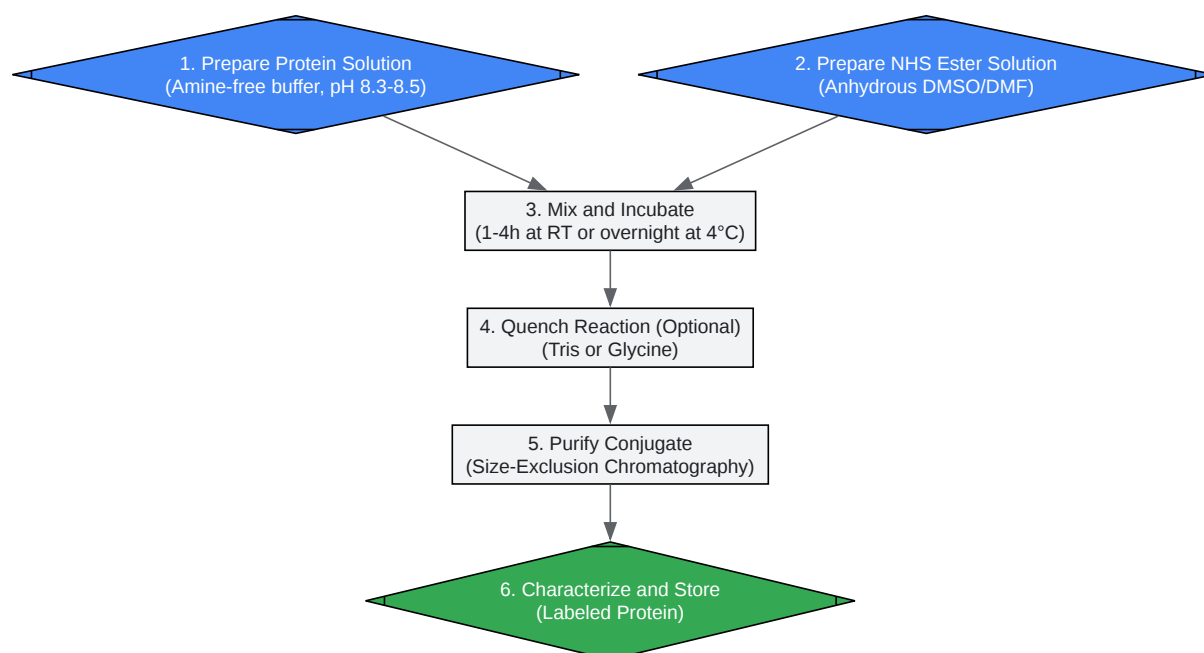 1. Prepare Protein Solution
(Amine-free buffer, pH 8.3-8.5)
2. Prepare NHS Ester Solution
(Anhydrous DMSO/DMF)
3. Mix and Incubate
(1-4h at RT or overnight at 4°C)
4. Quench Reaction (Optional)
(Tris or Glycine)
5. Purify Conjugate
(Size-Exclusion Chromatography)
6. Characterize and Store
(Labeled Protein)